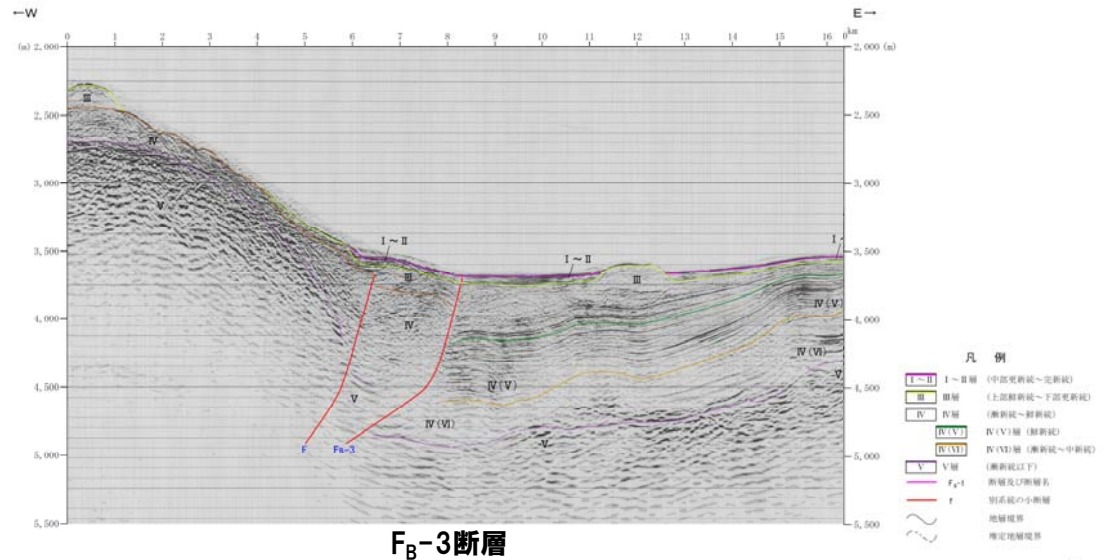 ←W
E→
0 1 2 3 4 5 6 7 8 9 10 11 12 13 14 15 16 0
km
(m) 2,000
2,500
3,000
3,500
4,000
4,500
5,000
5,500
2,000 (m)
2,500
3,000
3,500
4,000
4,500
5,000
5,500
III
IV
V
I～II
III
IV
V
F
FB-3
I～II
III
I～
IV(V)
IV(VI)
V
IV(V)
IV(VI)
V
凡 例
I～II I～II層 (中部更新統～完新統)
III III層 (上部鮮新統～下部更新統)
IV IV層 (漸新統～鮮新統)
IV(V) IV(V)層 (鮮新統)
IV(VI) IV(VI)層 (漸新統～中新統)
V V層 (漸新統以下)
断層及び断層名
f 別系統の小断層
地層境界
推定地層境界
FB-3断層